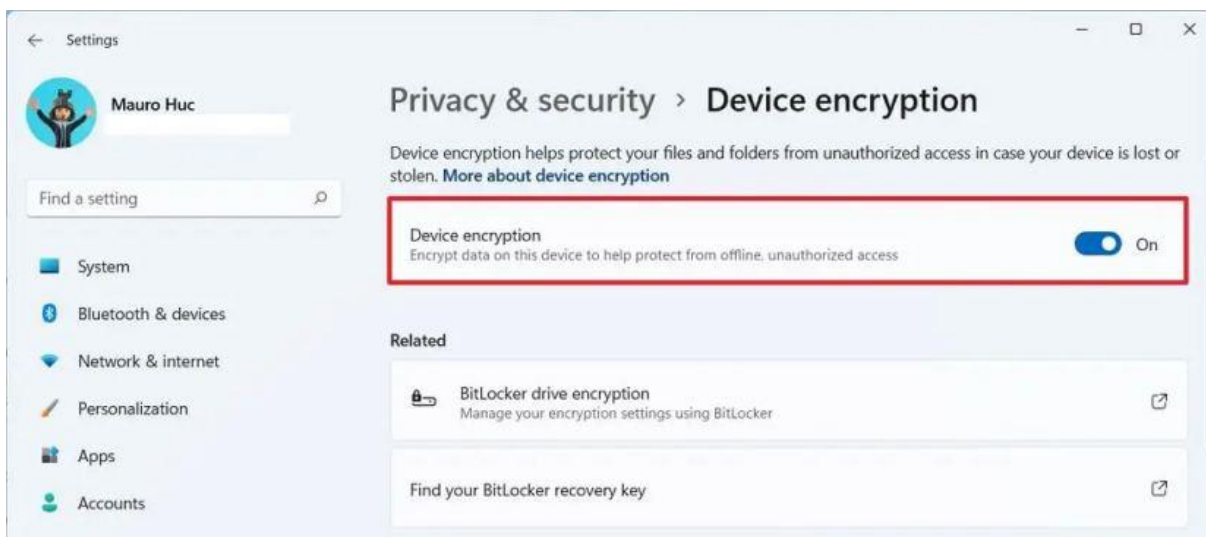 Settings
Mauro Huc
Find a setting
System
Bluetooth & devices
Network & internet
Personalization
Apps
Accounts
Privacy & security > Device encryption
Device encryption helps protect your files and folders from unauthorized access in case your device is lost or
stolen. More about device encryption
Device encryption
Encrypt data on this device to help protect from offline, unauthorized access
On
Related
BitLocker drive encryption
Manage your encryption settings using BitLocker
Find your BitLocker recovery key